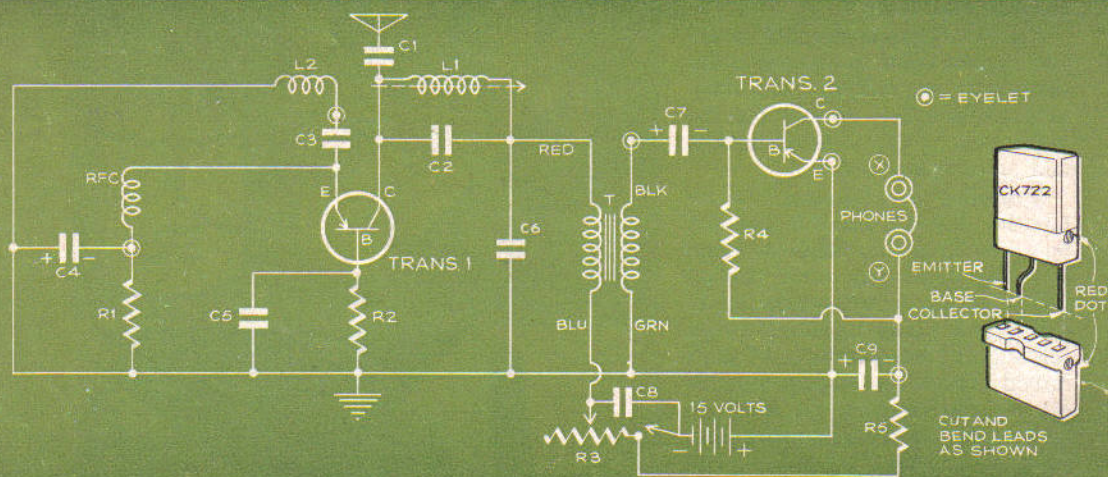 C1
L2
L1
TRANS. 2
C
= EYELET
C3
C2
RED
C7
+ -
B
E
X
CK722
RFC
E
C
BLK
T
PHONES
B
TRANS. 1
C6
R4
Y
EMITTER
+ -
C4
BASE
COLLECTOR
RED
DOT
R1
C5
R2
BLU
GRN
C9
+ -
C8
15 VOLTS
- +
R3
R5
CUT AND
BEND LEADS
AS SHOWN